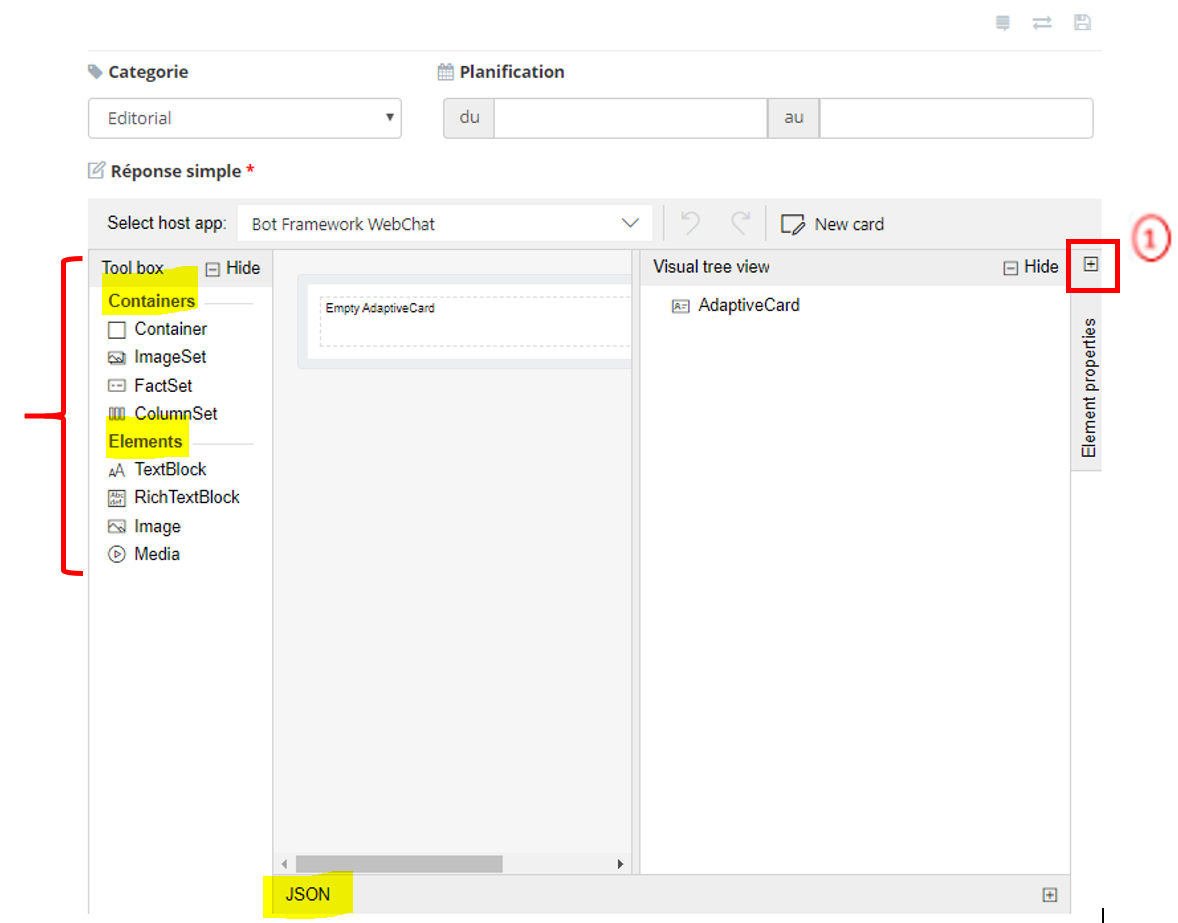 Categorie
Planification
Editorial
du
au
Réponse simple *
Select host app: Bot Framework WebChat
New card
Tool box
Hide
Containers
Container
ImageSet
FactSet
ColumnSet
Elements
TextBlock
RichTextBlock
Image
Media
Empty AdaptiveCard
Visual tree view
Hide
AdaptiveCard
Element properties
1
JSON